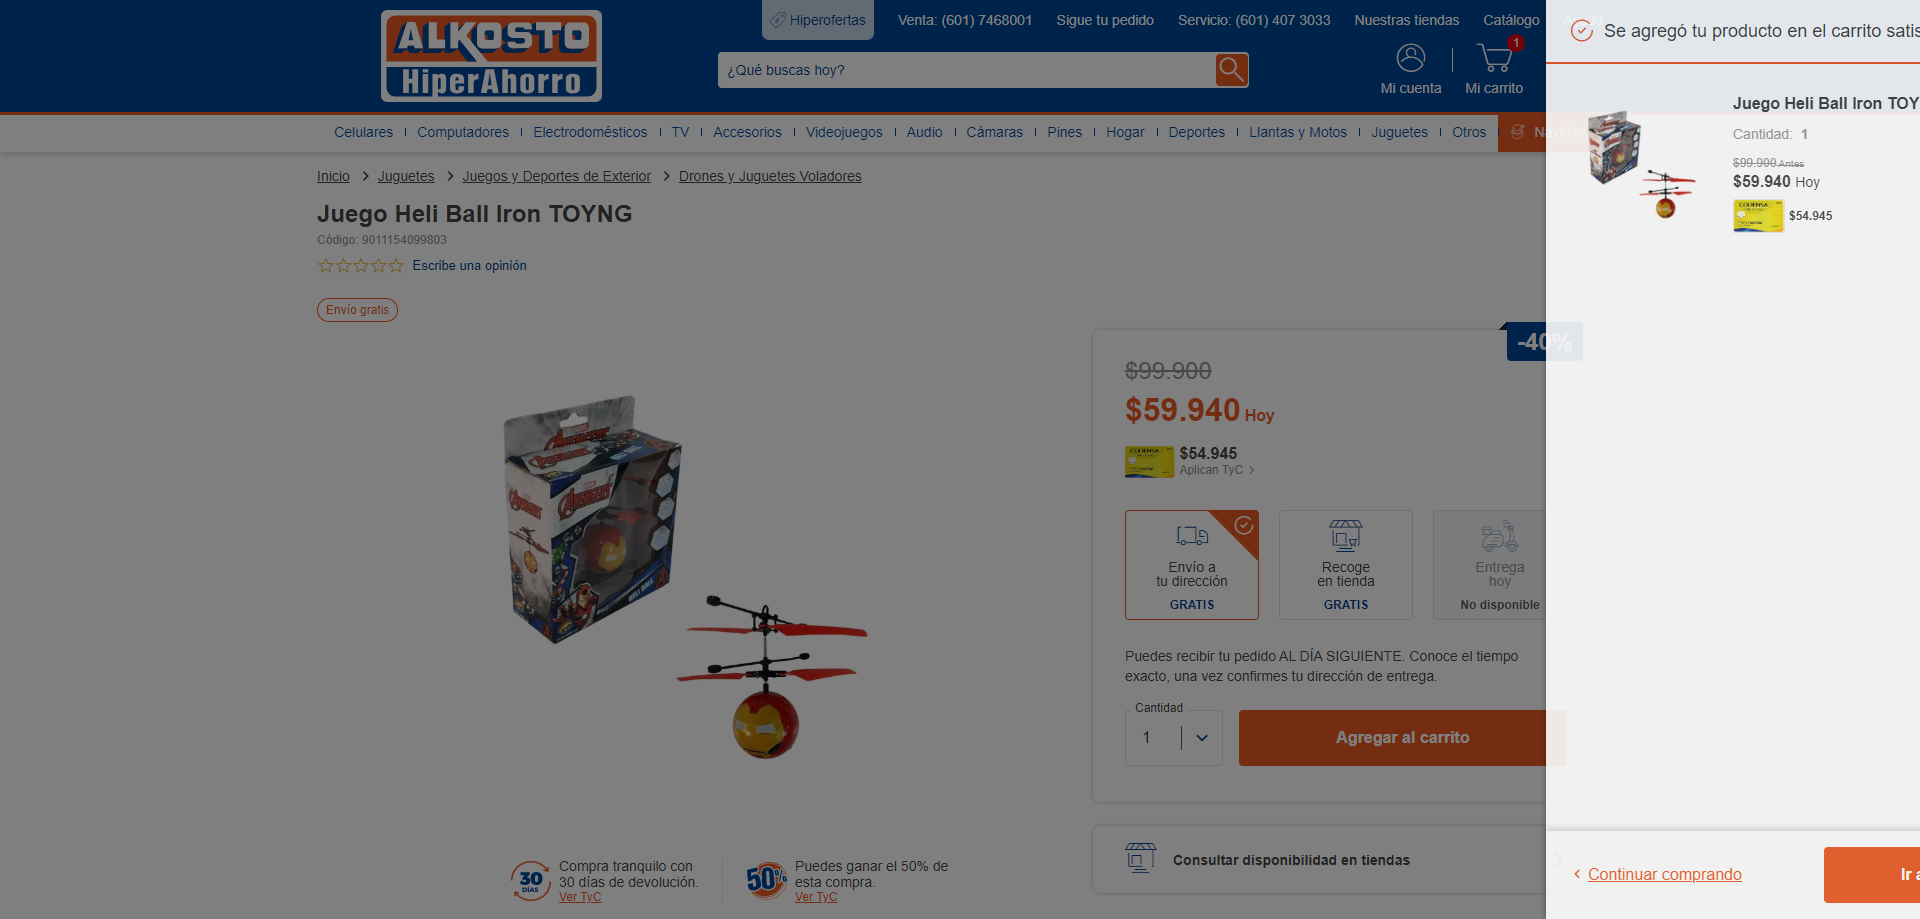 ALKOSTO
HiperAhorro
Hiperofertas
Venta: (601) 7468001
Sigue tu pedido
Servicio: (601) 407 3033
Nuestras tiendas
Catálogo
¿Qué buscas hoy?
Mi cuenta
1
Mi carrito
Celulares
Computadores
Electrodomésticos
TV
Accesorios
Videojuegos
Audio
Cámaras
Pines
Hogar
Deportes
Llantas y Motos
Juguetes
Otros
Navidad
Inicio
Juguetes
Juegos y Deportes de Exterior
Drones y Juguetes Voladores
Juego Heli Ball Iron TOYNG
Código: 9011154099803
Escribe una opinión
Envío gratis
AVENGERS
HELI BALL
-40%
$99.900
$59.940 Hoy
CODENSA
$54.945
Aplican TyC
Envío a
tu dirección
GRATIS
Recoge
en tienda
GRATIS
Entrega
hoy
No disponible
Puedes recibir tu pedido AL DÍA SIGUIENTE. Conoce el tiempo
exacto, una vez confirmes tu dirección de entrega.
Cantidad
1
Agregar al carrito
Consultar disponibilidad en tiendas
30
DÍAS
Compra tranquilo con
30 días de devolución.
Ver TyC
50%
Puedes ganar el 50% de
esta compra.
Ver TyC
Se agregó tu producto en el carrito satis
Juego Heli Ball Iron TOY
Cantidad: 1
$99.900 Antes
$59.940 Hoy
CODENSA
$54.945
Continuar comprando
Ir a